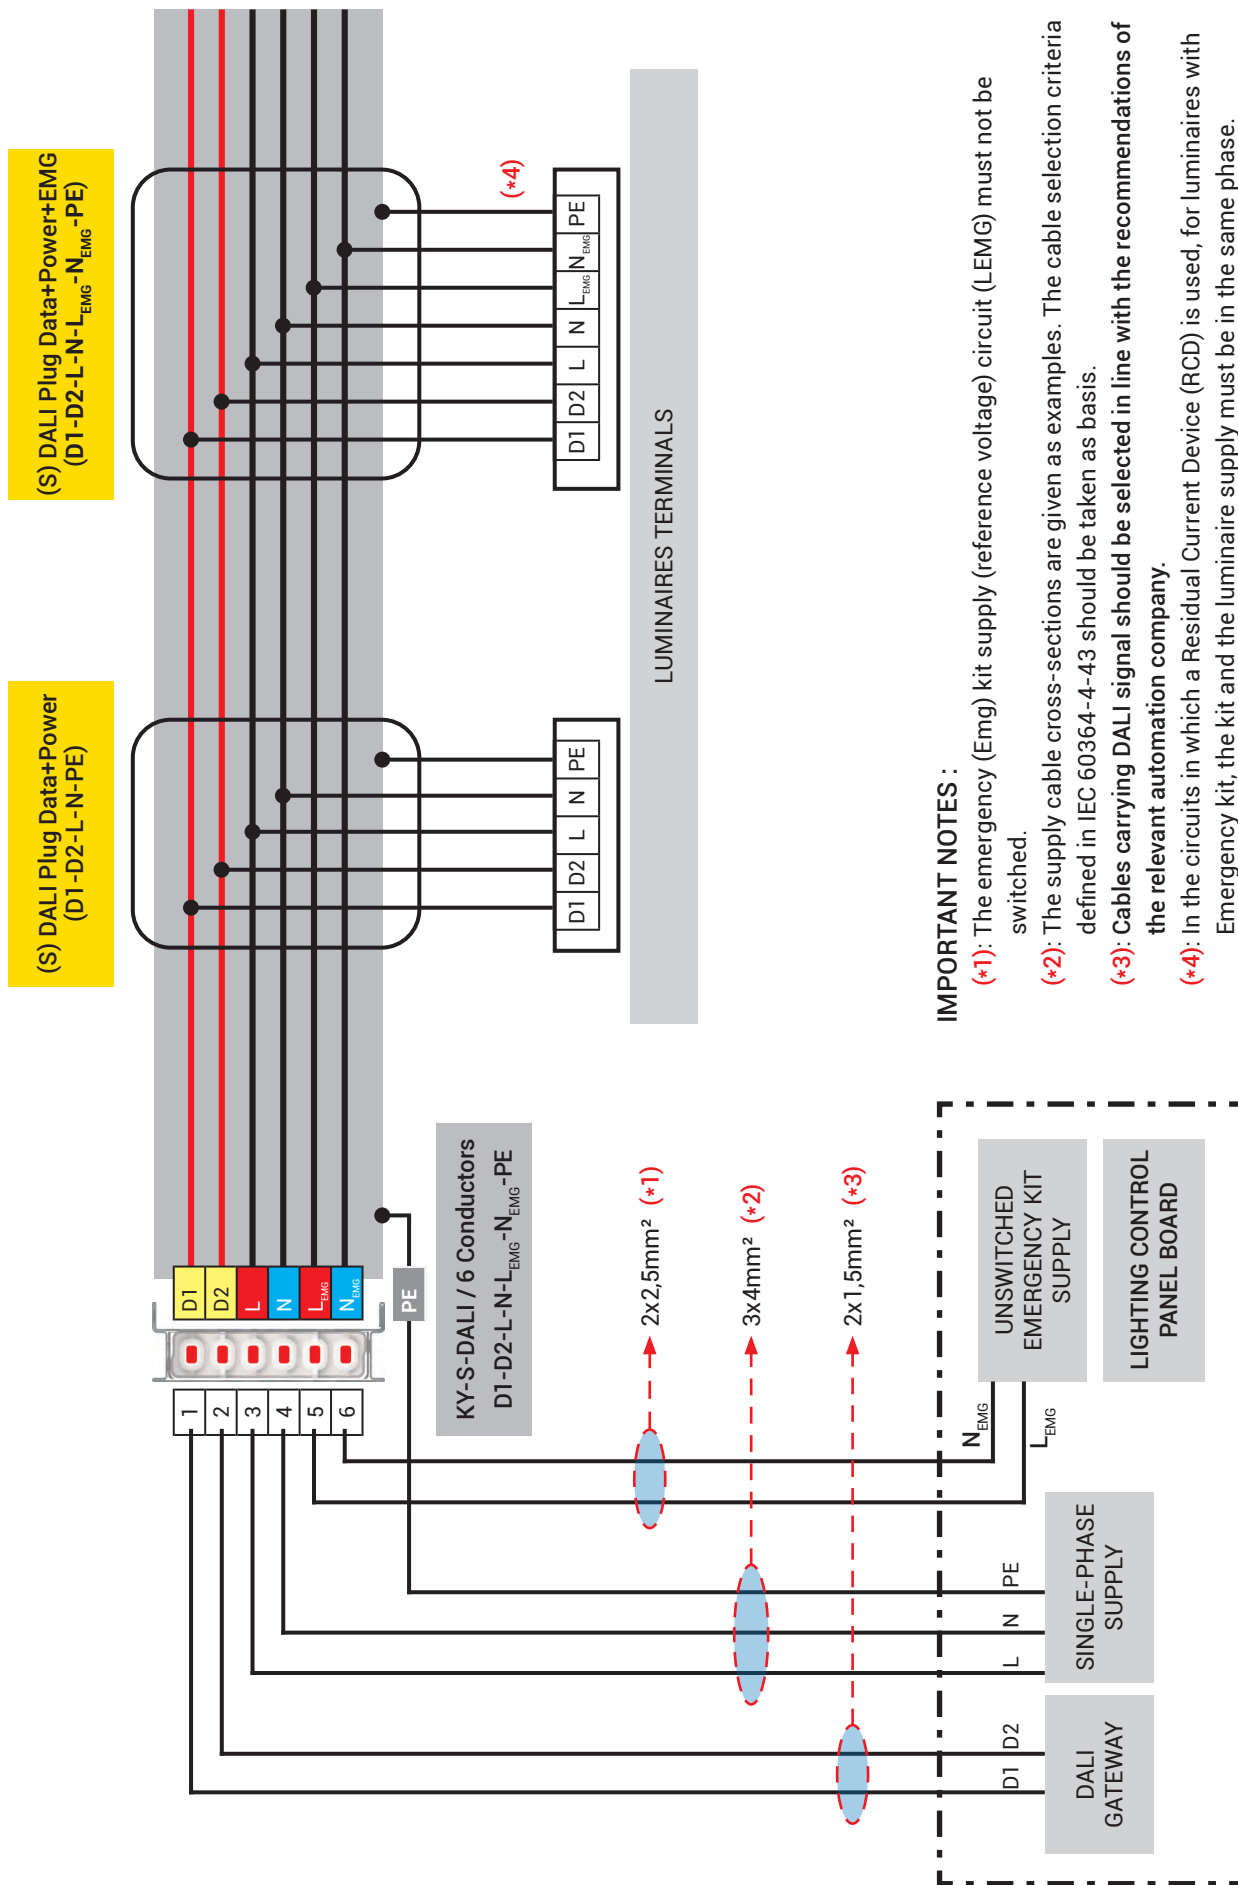 (S) DALI Plug Data+Power
(D1-D2-L-N-PE)
(S) DALI Plug Data+Power+EMG
(D1-D2-L-N-LEMG-NEMG-PE)
1
2
3
4
5
6
D1
D2
L
N
LEMG
NEMG
PE
KY-S-DALI / 6 Conductors
D1-D2-L-N-LEMG-NEMG-PE
D1
D2
L
N
PE
D1
D2
L
N
LEMG
NEMG
PE
(*4)
LUMINAIRES TERMINALS
2x2,5mm² (*1)
3x4mm² (*2)
2x1,5mm² (*3)
D1
D2
L
N
PE
NEMG
LEMG
DALI
GATEWAY
SINGLE-PHASE
SUPPLY
UNSWITCHED
EMERGENCY KIT
SUPPLY
LIGHTING CONTROL
PANEL BOARD
IMPORTANT NOTES :
(*1): The emergency (Emg) kit supply (reference voltage) circuit (LEMG) must not be
switched.
(*2): The supply cable cross-sections are given as examples. The cable selection criteria
defined in IEC 60364-4-43 should be taken as basis.
(*3): Cables carrying DALI signal should be selected in line with the recommendations of
the relevant automation company.
(*4): In the circuits in which a Residual Current Device (RCD) is used, for luminaires with
Emergency kit, the kit and the luminaire supply must be in the same phase.